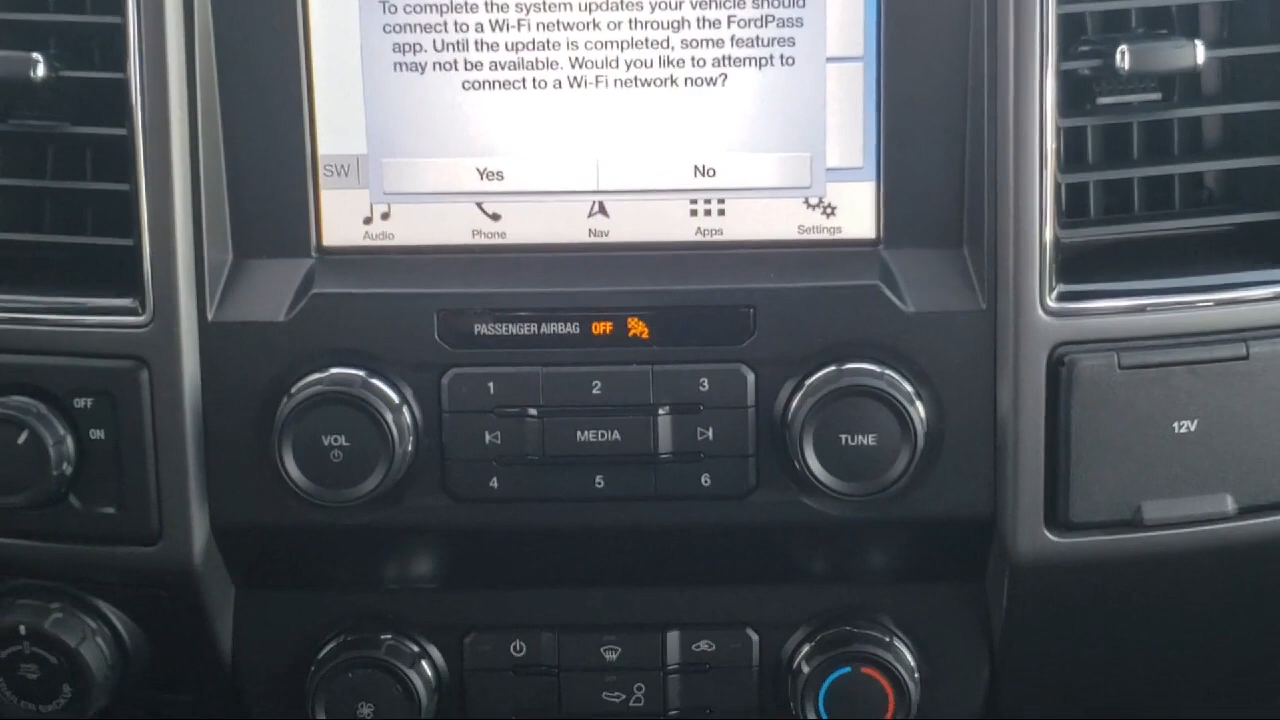 To complete the system updates your vehicle should
connect to a Wi-Fi network or through the FordPass
app. Until the update is completed, some features
may not be available. Would you like to attempt to
connect to a Wi-Fi network now?
SW
Yes
No
Audio
Phone
Nav
Apps
Settings
PASSENGER AIRBAG OFF
2
1
2
3
OFF
ON
VOL
MEDIA
TUNE
12V
4
5
6
TRAILER BACKUP